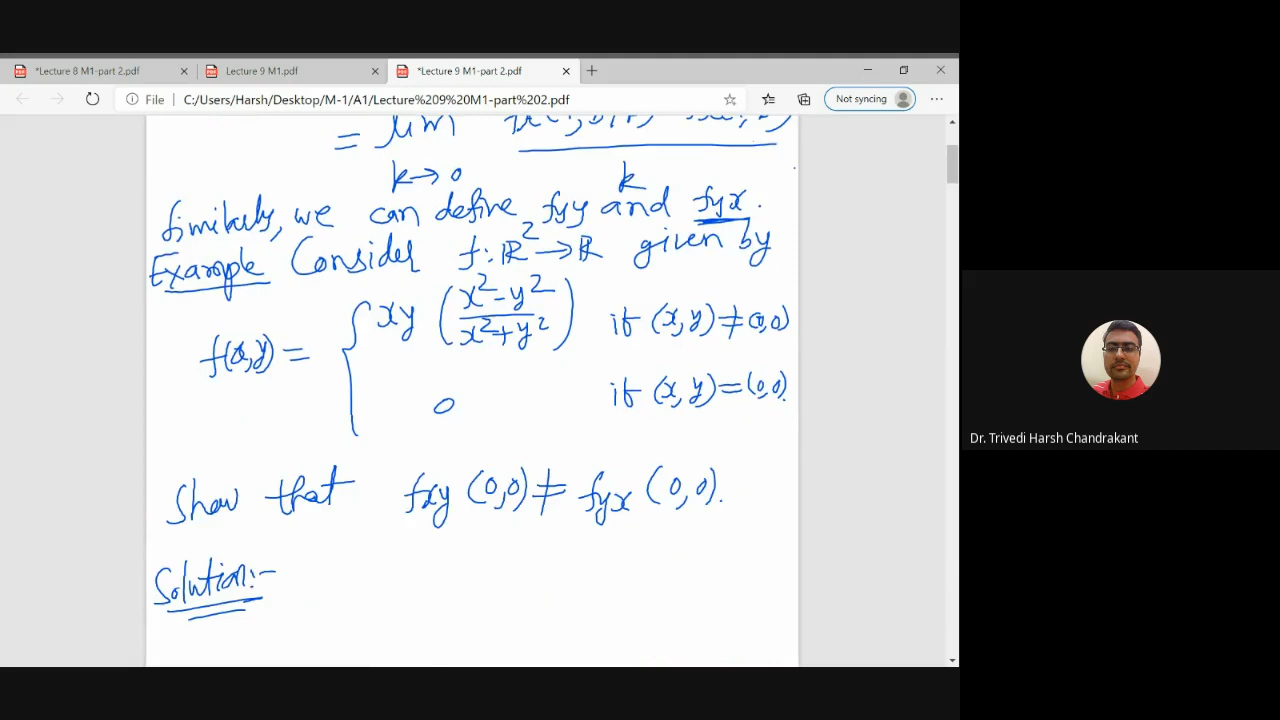 *Lecture 8 M1-part 2.pdf
Lecture 9 M1.pdf
*Lecture 9 M1-part 2.pdf
File
C:/Users/Harsh/Desktop/M-1/A1/Lecture%209%20M1-part%202.pdf
Not syncing
= lim
k→0 k
Similarly, we can define fyy and fyx.
Example Consider f: ℝ² → ℝ given by
f(x,y) = { xy ( (x²-y²) / (x²+y²) ) if (x, y) ≠ (0,0)
0 if (x, y) = (0,0).
Show that fxy (0,0) ≠ fyx (0,0).
Solution:-
Dr. Trivedi Harsh Chandrakant